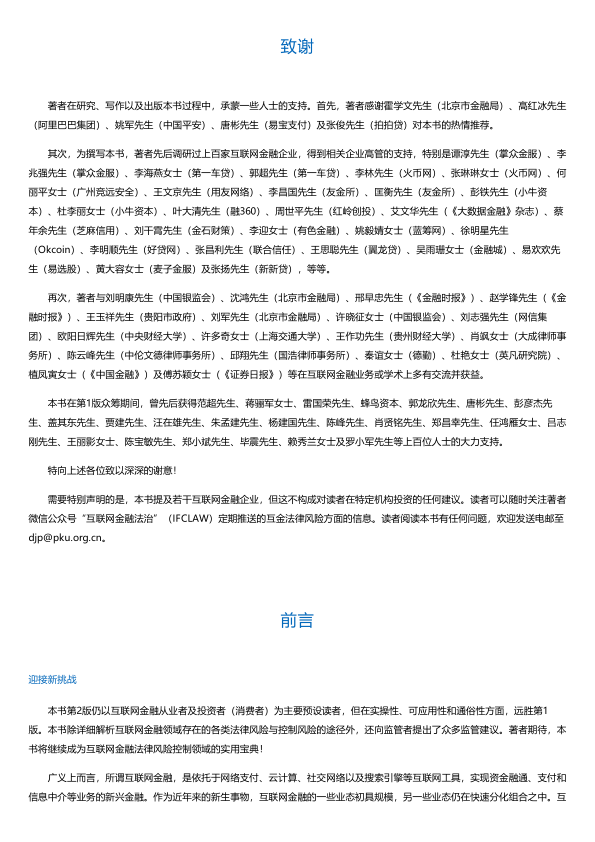 致谢
著者在研究、写作以及出版本书过程中，承蒙一些人士的支持。首先，著者感谢霍学文先生（北京市金融局）、高红冰先生
（阿里巴巴集团）、姚军先生（中国平安）、唐彬先生（易宝支付）及张俊先生（拍拍贷）对本书的热情推荐。
其次，为撰写本书，著者先后调研过上百家互联网金融企业，得到相关企业高管的支持，特别是谭淳先生（掌众金服）、李
兆强先生（掌众金服）、李海燕女士（第一车贷）、郭超先生（第一车贷）、李林先生（火币网）、张琳琳女士（火币网）、何
丽平女士（广州竞远安全）、王文京先生（用友网络）、李昌国先生（友金所）、匡衡先生（友金所）、彭铁先生（小牛资
本）、杜李丽女士（小牛资本）、叶大清先生（融360）、周世平先生（红岭创投）、艾文华先生（《大数据金融》杂志）、蔡
年余先生（芝麻信用）、刘干霄先生（金石财策）、李迎女士（有色金融）、姚毅婧女士（蓝筹网）、徐明星先生
（Okcoin）、李明顺先生（好贷网）、张昌利先生（联合信任）、王思聪先生（翼龙贷）、吴雨珊女士（金融城）、易欢欢先
生（易选股）、黄大容女士（麦子金服）及张扬先生（新新贷），等等。
再次，著者与刘明康先生（中国银监会）、沈鸿先生（北京市金融局）、邢早忠先生（《金融时报》）、赵学锋先生（《金
融时报》）、王玉祥先生（贵阳市政府）、刘军先生（北京市金融局）、许晓征女士（中国银监会）、刘志强先生（网信集
团）、欧阳日辉先生（中央财经大学）、许多奇女士（上海交通大学）、王作功先生（贵州财经大学）、肖飒女士（大成律师事
务所）、陈云峰先生（中伦文德律师事务所）、邱翔先生（国浩律师事务所）、秦谊女士（德勤）、杜艳女士（英凡研究院）、
植凤寅女士（《中国金融》）及傅苏颖女士（《证券日报》）等在互联网金融业务或学术上多有交流并获益。
本书在第1版众筹期间，曾先后获得范超先生、蒋骊军女士、雷国荣先生、蜂鸟资本、郭龙欣先生、唐彬先生、彭彦杰先
生、盖其东先生、贾建先生、汪在雄先生、朱孟建先生、杨建国先生、陈峰先生、肖贤铭先生、郑昌幸先生、任鸿雁女士、吕志
刚先生、王丽影女士、陈宝敏先生、郑小斌先生、毕震先生、赖秀兰女士及罗小军先生等上百位人士的大力支持。
特向上述各位致以深深的谢意！
需要特别声明的是，本书提及若干互联网金融企业，但这不构成对读者在特定机构投资的任何建议。读者可以随时关注著者
微信公众号“互联网金融法治”（IFCLAW）定期推送的互金法律风险方面的信息。读者阅读本书有任何问题，欢迎发送电邮至
djp@pku.org.cn。
前言
迎接新挑战
本书第2版仍以互联网金融从业者及投资者（消费者）为主要预设读者，但在实操性、可应用性和通俗性方面，远胜第1
版。本书除详细解析互联网金融领域存在的各类法律风险与控制风险的途径外，还向监管者提出了众多监管建议。著者期待，本
书将继续成为互联网金融法律风险控制领域的实用宝典！
广义上而言，所谓互联网金融，是依托于网络支付、云计算、社交网络以及搜索引擎等互联网工具，实现资金融通、支付和
信息中介等业务的新兴金融。作为近年来的新生事物，互联网金融的一些业态初具规模，另一些业态仍在快速分化组合之中。互